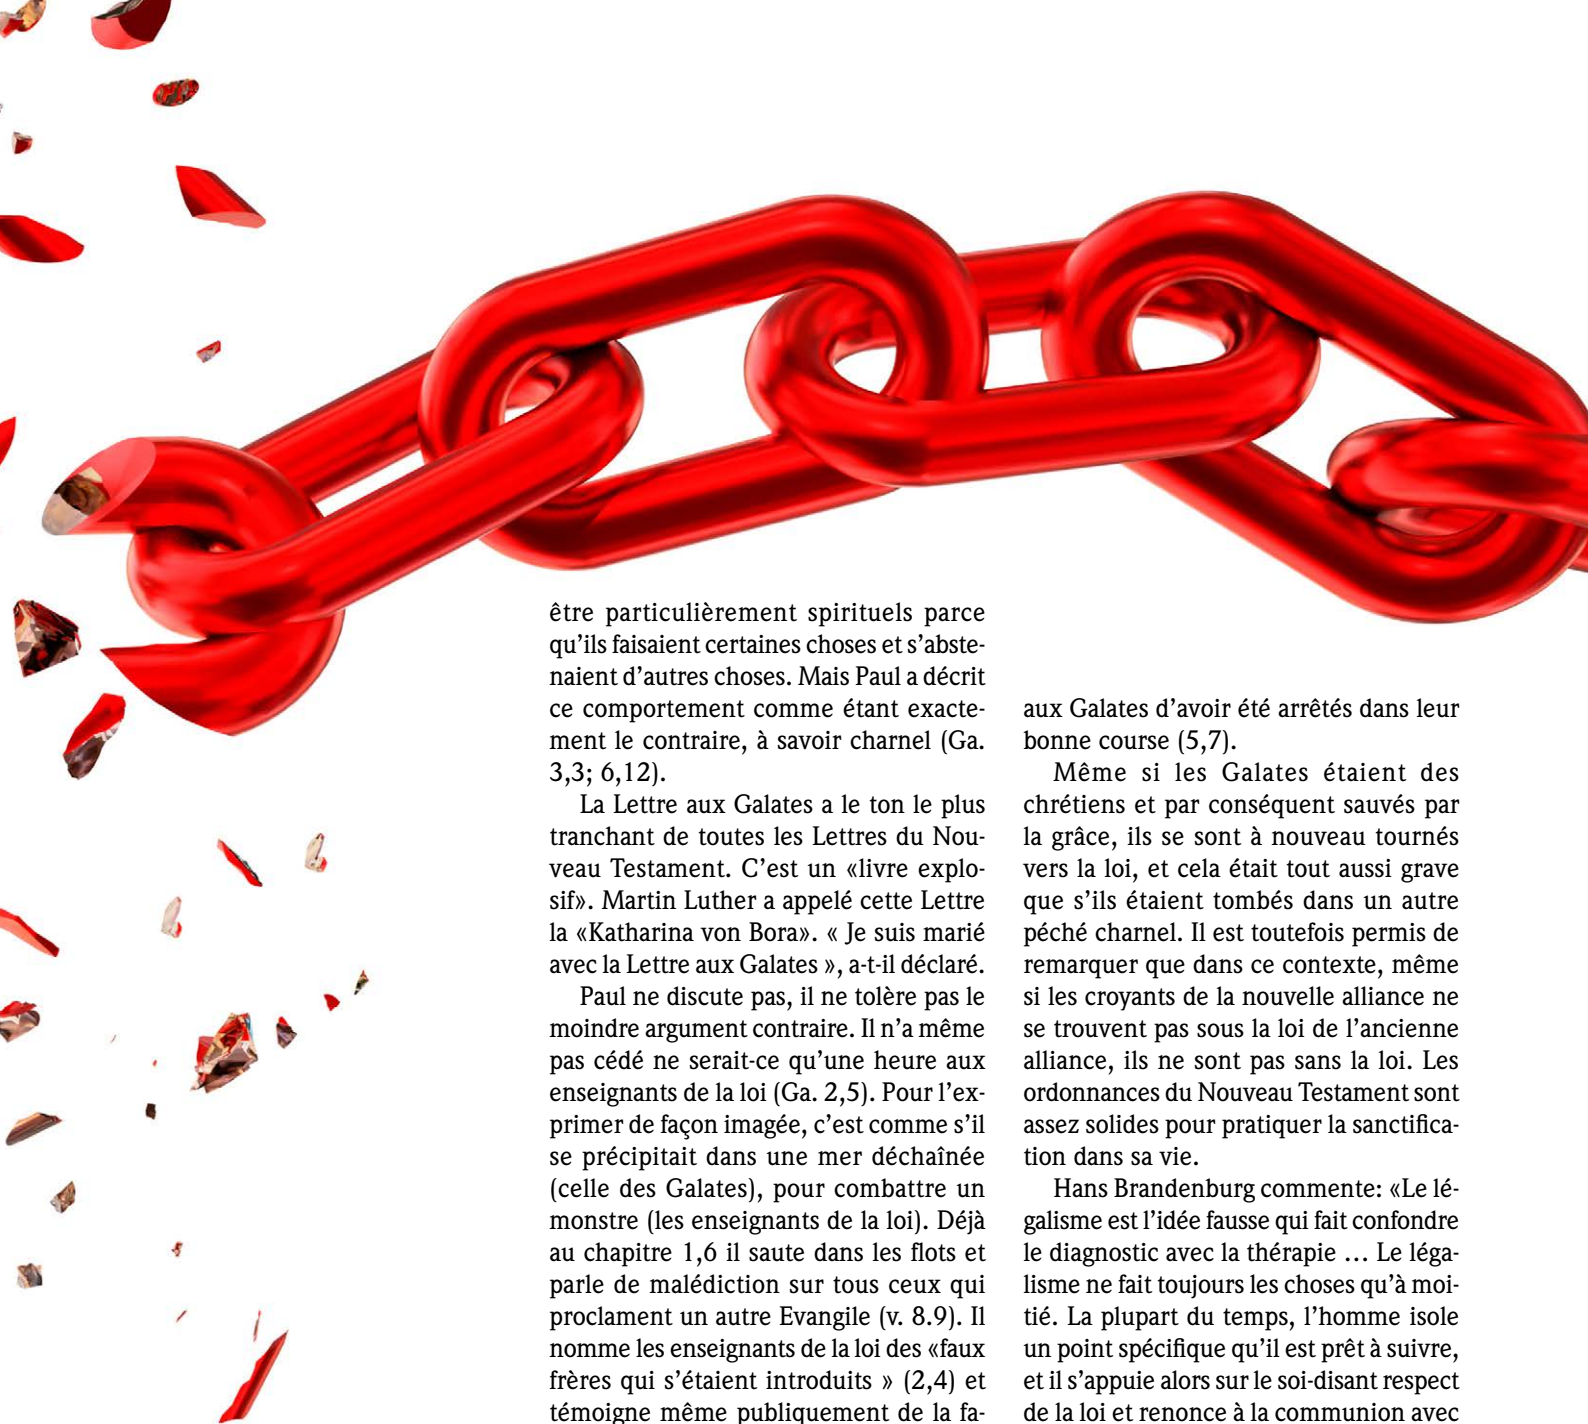 être particulièrement spirituels parce
qu’ils faisaient certaines choses et s’abste-
naient d’autres choses. Mais Paul a décrit
ce comportement comme étant exacte-
ment le contraire, à savoir charnel (Ga.
3,3; 6,12).
La Lettre aux Galates a le ton le plus
tranchant de toutes les Lettres du Nou-
veau Testament. C’est un «livre explo-
sif». Martin Luther a appelé cette Lettre
la «Katharina von Bora». « Je suis marié
avec la Lettre aux Galates », a-t-il déclaré.
Paul ne discute pas, il ne tolère pas le
moindre argument contraire. Il n’a même
pas cédé ne serait-ce qu’une heure aux
enseignants de la loi (Ga. 2,5). Pour l’ex-
primer de façon imagée, c’est comme s’il
se précipitait dans une mer déchaînée
(celle des Galates), pour combattre un
monstre (les enseignants de la loi). Déjà
au chapitre 1,6 il saute dans les flots et
parle de malédiction sur tous ceux qui
proclament un autre Evangile (v. 8.9). Il
nomme les enseignants de la loi des «faux
frères qui s’étaient introduits » (2,4) et
témoigne même publiquement de la fa-
aux Galates d’avoir été arrêtés dans leur
bonne course (5,7).
Même si les Galates étaient des
chrétiens et par conséquent sauvés par
la grâce, ils se sont à nouveau tournés
vers la loi, et cela était tout aussi grave
que s’ils étaient tombés dans un autre
péché charnel. Il est toutefois permis de
remarquer que dans ce contexte, même
si les croyants de la nouvelle alliance ne
se trouvent pas sous la loi de l’ancienne
alliance, ils ne sont pas sans la loi. Les
ordonnances du Nouveau Testament sont
assez solides pour pratiquer la sanctifica-
tion dans sa vie.
Hans Brandenburg commente: «Le lé-
galisme est l’idée fausse qui fait confondre
le diagnostic avec la thérapie … Le léga-
lisme ne fait toujours les choses qu’à moi-
tié. La plupart du temps, l’homme isole
un point spécifique qu’il est prêt à suivre,
et il s’appuie alors sur le soi-disant respect
de la loi et renonce à la communion avec